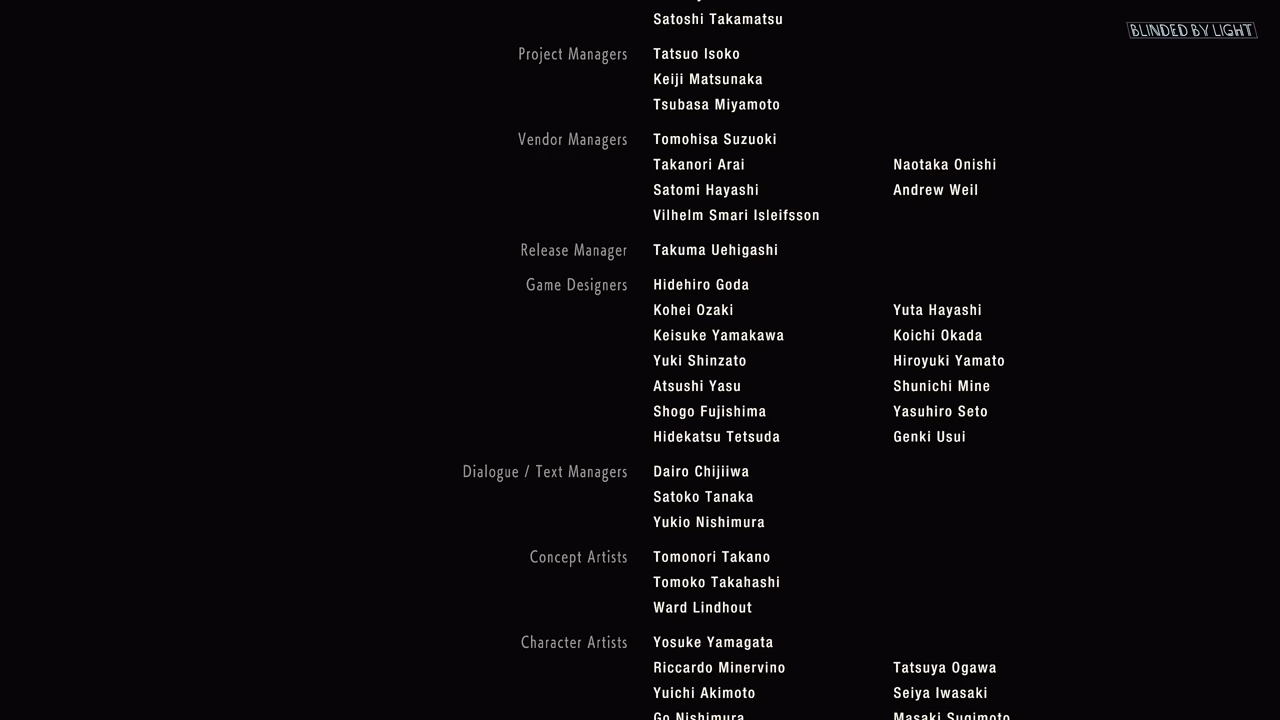 Satoshi Takamatsu
BLINDED BY LIGHT
Project Managers Tatsuo Isoko
Keiji Matsunaka
Tsubasa Miyamoto
Vendor Managers Tomohisa Suzuoki
Takanori Arai Naotaka Onishi
Satomi Hayashi Andrew Weil
Vilhelm Smari Isleifsson
Release Manager Takuma Uehigashi
Game Designers Hidehiro Goda
Kohei Ozaki Yuta Hayashi
Keisuke Yamakawa Koichi Okada
Yuki Shinzato Hiroyuki Yamato
Atsushi Yasu Shunichi Mine
Shogo Fujishima Yasuhiro Seto
Hidekatsu Tetsuda Genki Usui
Dialogue / Text Managers Dairo Chijiiwa
Satoko Tanaka
Yukio Nishimura
Concept Artists Tomonori Takano
Tomoko Takahashi
Ward Lindhout
Character Artists Yosuke Yamagata
Riccardo Minervino Tatsuya Ogawa
Yuichi Akimoto Seiya Iwasaki
Go Nishimura Masaki Sugimoto